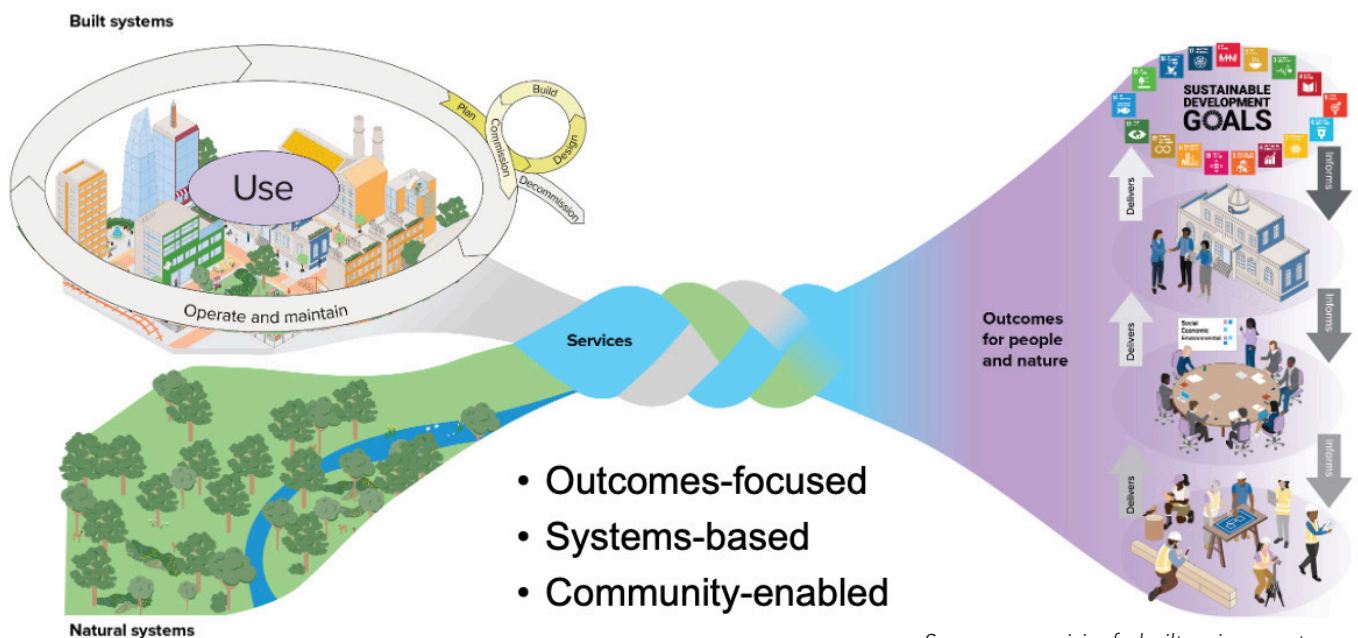 Built systems
Plan
Build
Design
Commission
Decommission
Use
Operate and maintain
Services
Natural systems
• Outcomes-focused
• Systems-based
• Community-enabled
Outcomes
for people
and nature
SUSTAINABLE
DEVELOPMENT
GOALS
Delivers
Informs
Delivers
Informs
Social
Economic
Environmental
Delivers
Informs